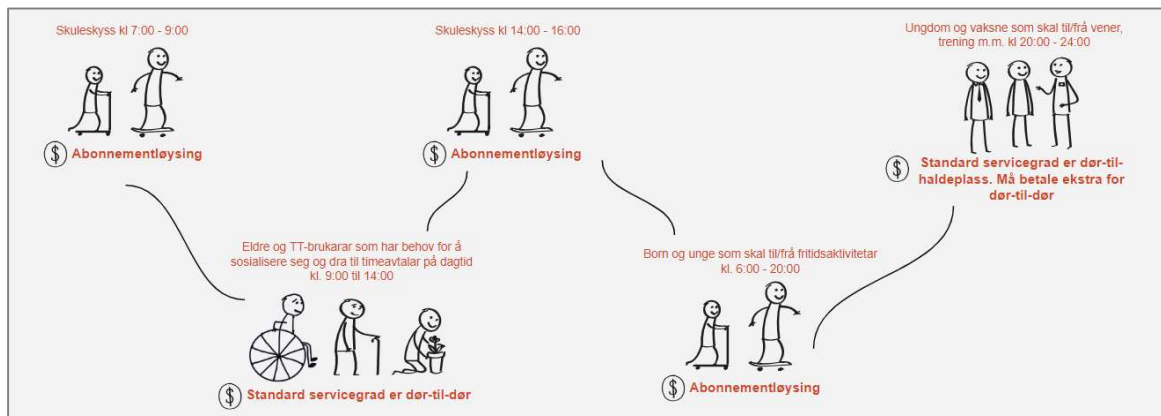 Skuleskyss kl 7:00 - 9:00
$ Abonnementløysing
Eldre og TT-brukarar som har behov for å
sosialisere seg og dra til timeavtalar på dagtid
kl. 9:00 til 14:00
$ Standard servicegrad er dør-til-dør
Skuleskyss kl 14:00 - 16:00
$ Abonnementløysing
Born og unge som skal til/frå fritidsaktivitetar
kl. 6:00 - 20:00
$ Abonnementløysing
Ungdom og vaksne som skal til/frå vener,
trening m.m. kl 20:00 - 24:00
$ Standard servicegrad er dør-til-
haldeplass. Må betale ekstra for
dør-til-dør